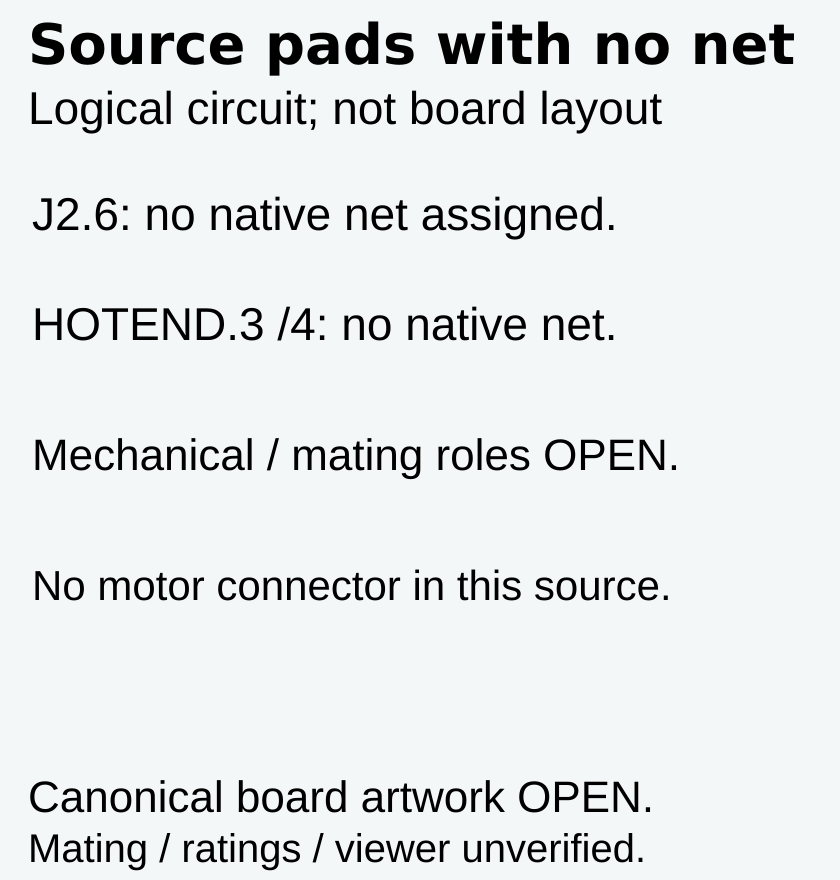 Source pads with no net
Logical circuit; not board layout
J2.6: no native net assigned.
HOTEND.3 /4: no native net.
Mechanical / mating roles OPEN.
No motor connector in this source.
Canonical board artwork OPEN.
Mating / ratings / viewer unverified.